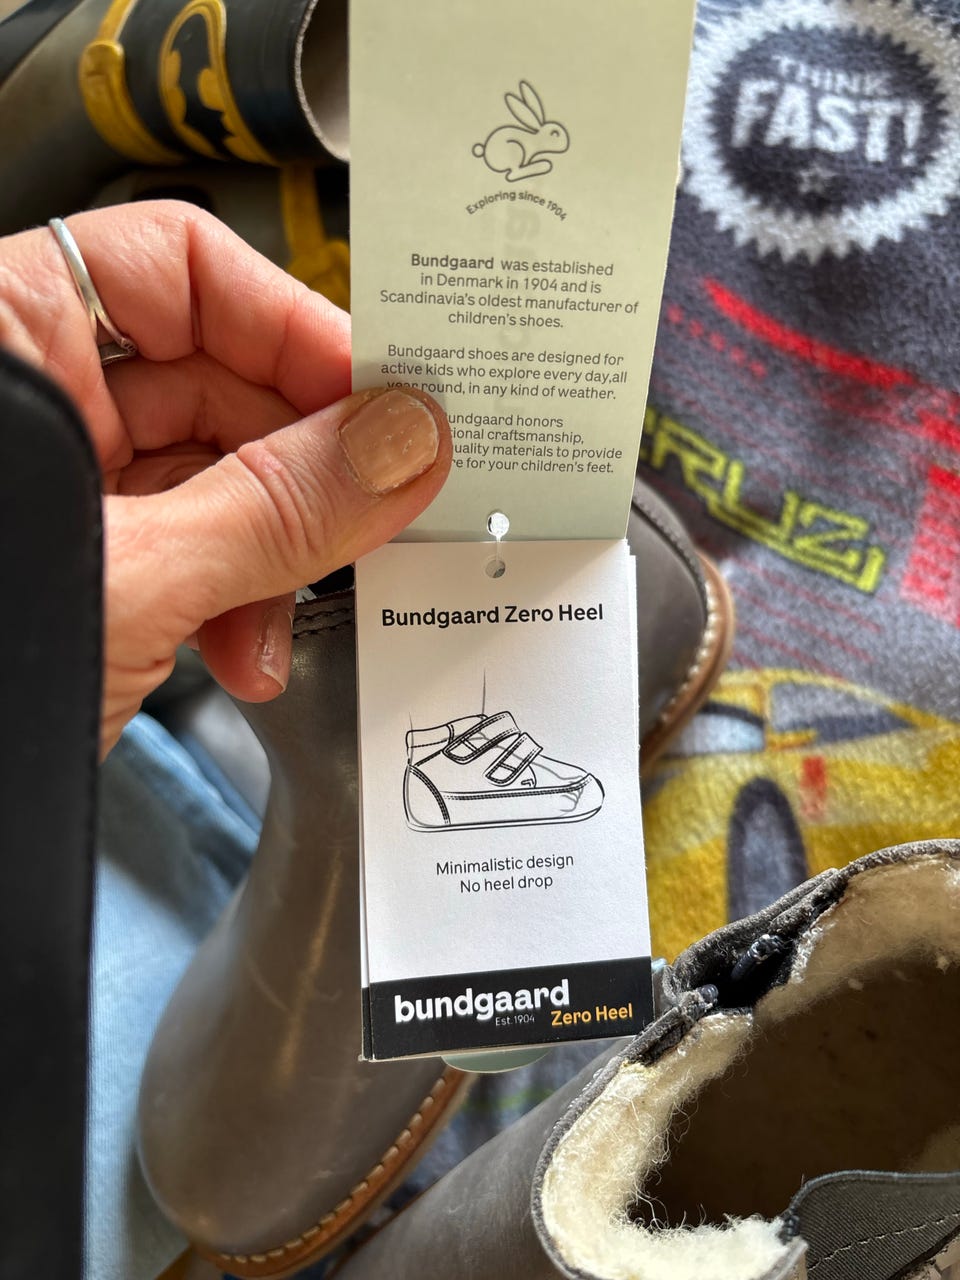 THINK
FAST!
Exploring since 1904
Bundgaard was established
in Denmark in 1904 and is
Scandinavia's oldest manufacturer of
children's shoes.
Bundgaard shoes are designed for
active kids who explore every day,all
year round, in any kind of weather.
honors
craftsmanship,
materials to provide
for your children's feet.
Bundgaard Zero Heel
Minimalistic design
No heel drop
bundgaard
Est.1904
Zero Heel